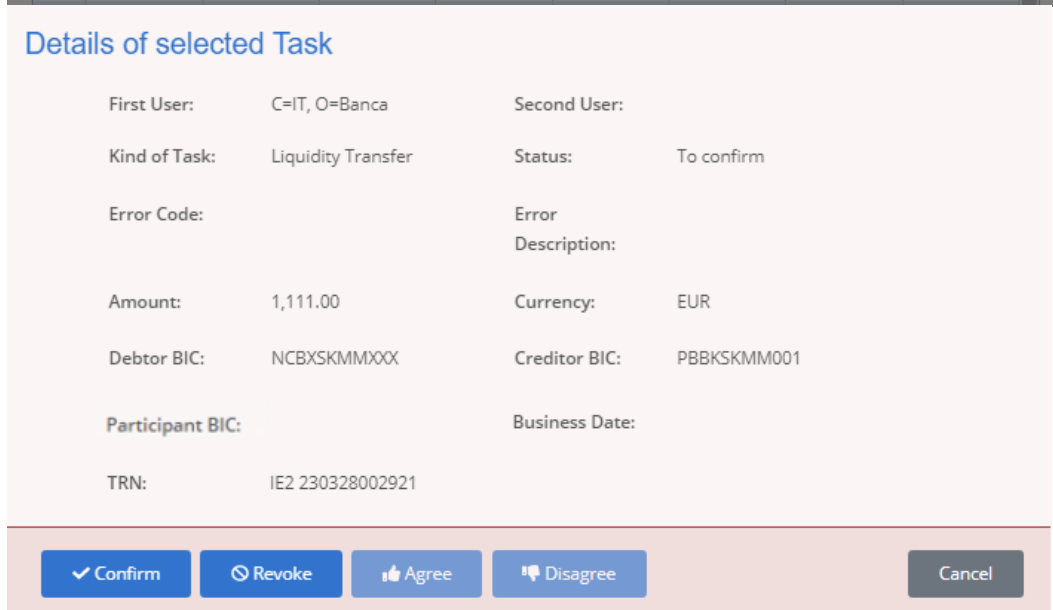 Details of selected Task
First User: C=IT, O=Banca Second User:
Kind of Task: Liquidity Transfer Status: To confirm
Error Code: Error
Description:
Amount: 1,111.00 Currency: EUR
Debtor BIC: NCBXSKMMXXX Creditor BIC: PBBKSKMM001
Participant BIC: Business Date:
TRN: IE2 230328002921
Confirm Revoke Agree Disagree Cancel